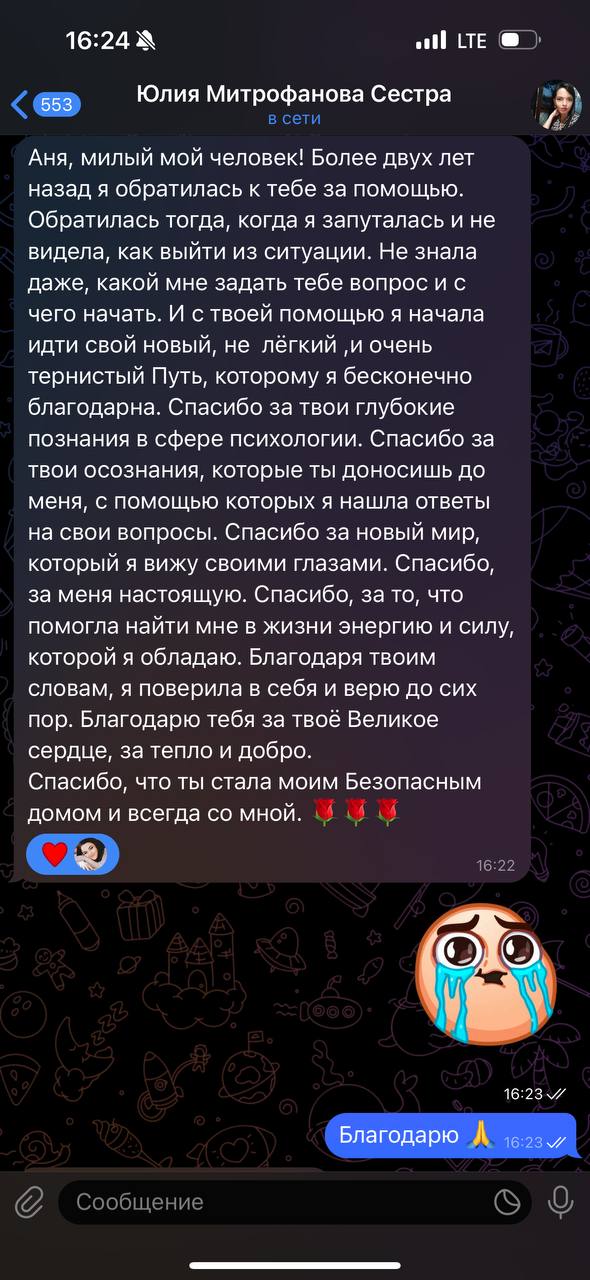 16:24
LTE
553
Юлия Митрофанова Сестра
в сети
Аня, милый мой человек! Более двух лет
назад я обратилась к тебе за помощью.
Обратилась тогда, когда я запуталась и не
видела, как выйти из ситуации. Не знала
даже, какой мне задать тебе вопрос и с
чего начать. И с твоей помощью я начала
идти свой новый, не  лёгкий ,и очень
тернистый Путь, которому я бесконечно
благодарна. Спасибо за твои глубокие
познания в сфере психологии. Спасибо за
твои осознания, которые ты доносишь до
меня, с помощью которых я нашла ответы
на свои вопросы. Спасибо за новый мир,
который я вижу своими глазами. Спасибо,
за меня настоящую. Спасибо, за то, что
помогла найти мне в жизни энергию и силу,
которой я обладаю. Благодаря твоим
словам, я поверила в себя и верю до сих
пор. Благодарю тебя за твоё Великое
сердце, за тепло и добро.
Спасибо, что ты стала моим Безопасным
домом и всегда со мной. 🌹🌹🌹
❤️
16:22
16:23
Благодарю 🙏 16:23
Сообщение